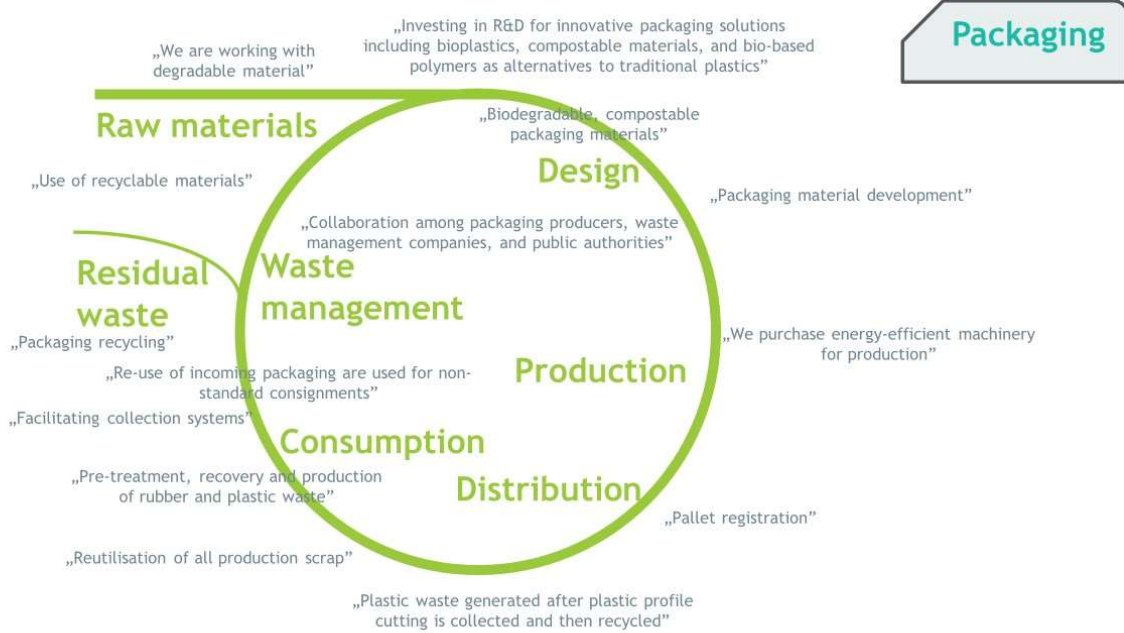 „Investing in R&D for innovative packaging solutions
including bioplastics, compostable materials, and bio-based
polymers as alternatives to traditional plastics”
Packaging
„We are working with
degradable material”
Raw materials
„Biodegradable, compostable
packaging materials”
Design
„Use of recyclable materials”
„Packaging material development”
„Collaboration among packaging producers, waste
management companies, and public authorities”
Residual
waste
Waste
management
„Packaging recycling”
„We purchase energy-efficient machinery
for production”
Production
„Re-use of incoming packaging are used for non-
standard consignments”
„Facilitating collection systems”
Consumption
„Pre-treatment, recovery and production
of rubber and plastic waste”
Distribution
„Pallet registration”
„Reutilisation of all production scrap”
„Plastic waste generated after plastic profile
cutting is collected and then recycled”